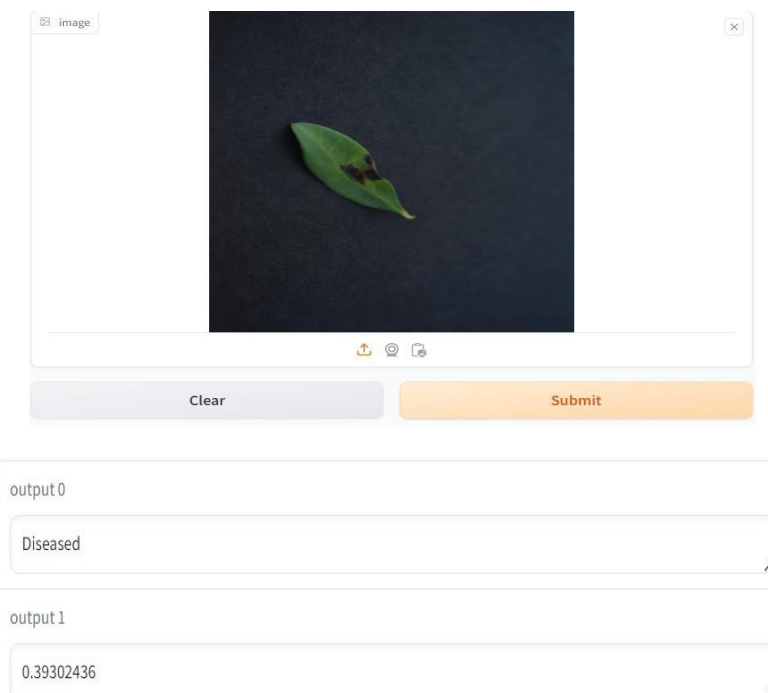 image
Clear
Submit
output 0
Diseased
output 1
0.39302436